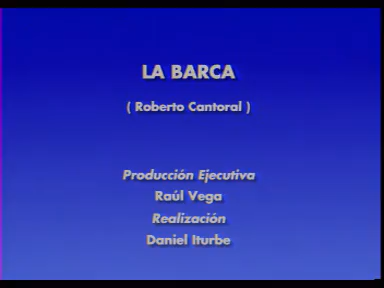 LA BARCA
( Roberto Cantoral )
Producción Ejecutiva
Raúl Vega
Realización
Daniel Iturbe